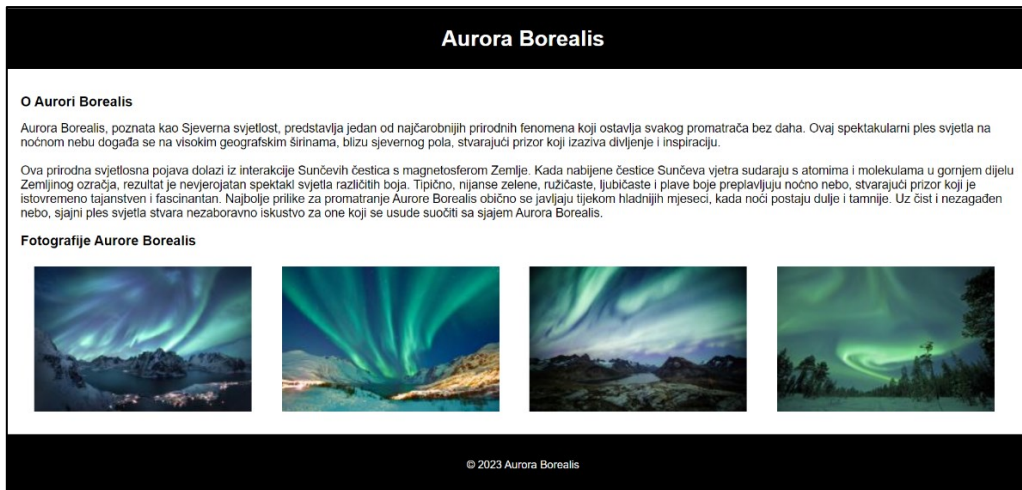 Aurora Borealis
O Aurori Borealis
Aurora Borealis, poznata kao Sjeverna svjetlost, predstavlja jedan od najčarobnijih prirodnih fenomena koji ostavlja svakog promatrača bez daha. Ovaj spektakularni ples svjetla na
noćnom nebu događa se na visokim geografskim širinama, blizu sjevernog pola, stvarajući prizor koji izaziva divljenje i inspiraciju.
Ova prirodna svjetlosna pojava dolazi iz interakcije Sunčevih čestica s magnetosferom Zemlje. Kada nabijene čestice Sunčeva vjetra sudaraju s atomima i molekulama u gornjem dijelu
Zemljinog ozračja, rezultat je nevjerojatan spektakl svjetla različitih boja. Tipično, nijanse zelene, ružičaste, ljubičaste i plave boje preplavljuju noćno nebo, stvarajući prizor koji je
istovremeno tajanstven i fascinantan. Najbolje prilike za promatranje Aurore Borealis obično se javljaju tijekom hladnijih mjeseci, kada noći postaju dulje i tamnije. Uz čist i nezagađen
nebo, sjajni ples svjetla stvara nezaboravno iskustvo za one koji se usude suočiti sa sjajem Aurora Borealis.
Fotografije Aurore Borealis
© 2023 Aurora Borealis